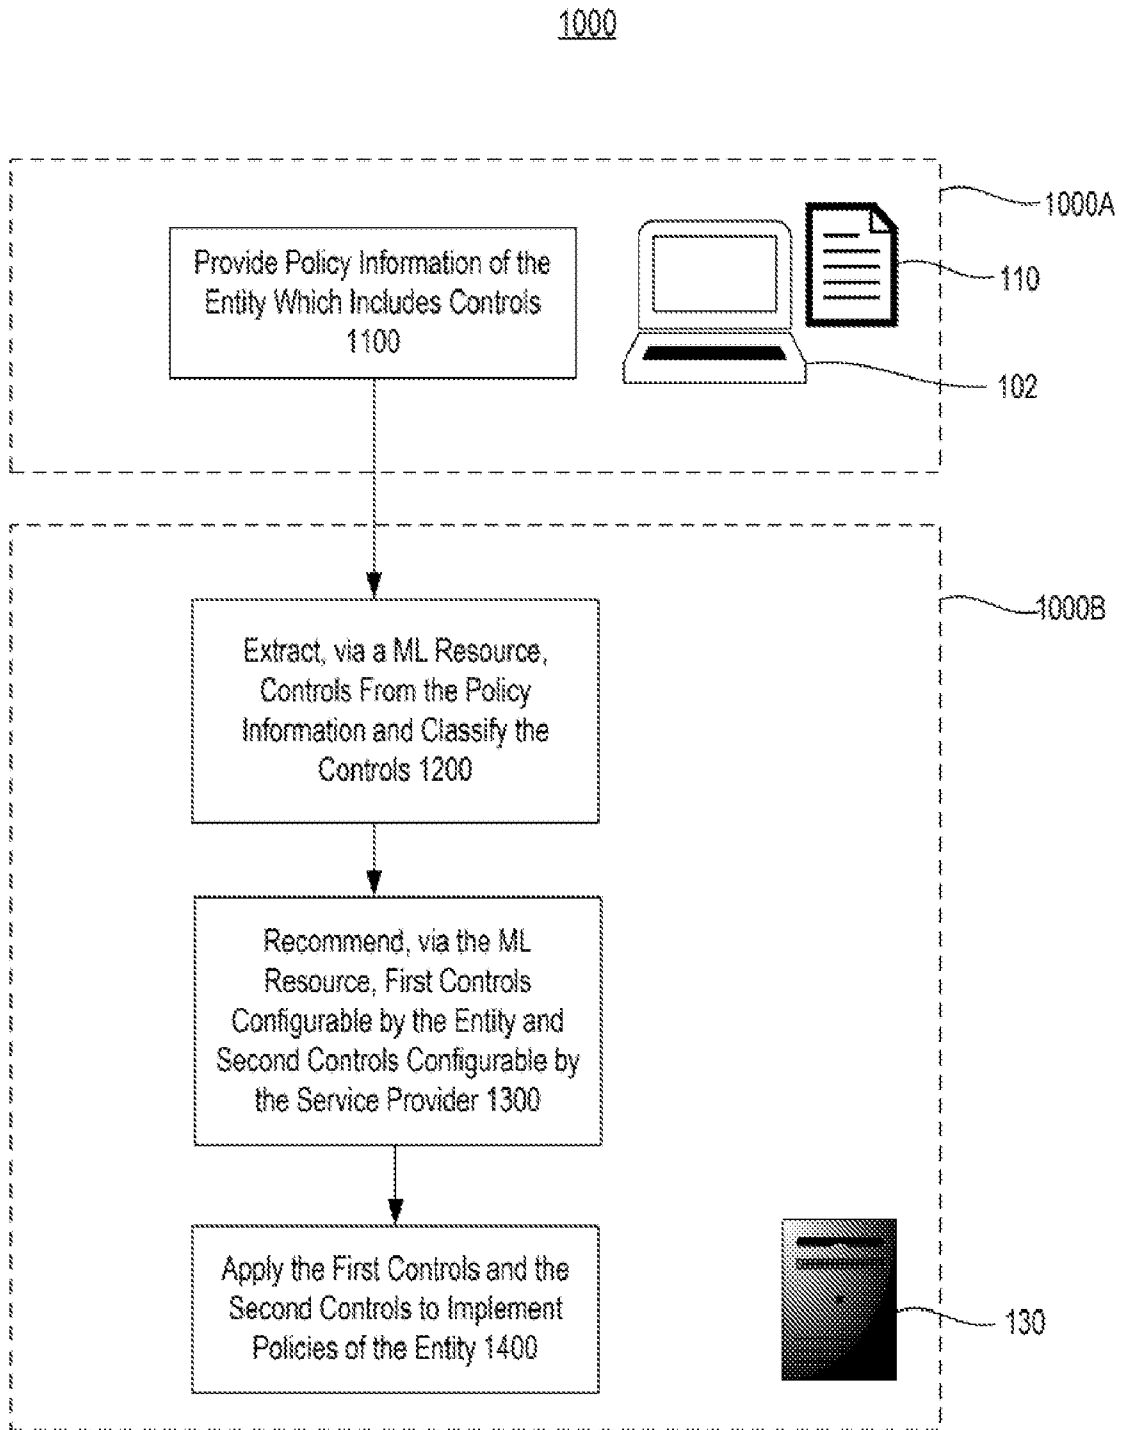 1000
1000A
Provide Policy Information of the
Entity Which Includes Controls
1100
110
102
1000B
Extract, via a ML Resource,
Controls From the Policy
Information and Classify the
Controls 1200
Recommend, via the ML
Resource, First Controls
Configurable by the Entity and
Second Controls Configurable by
the Service Provider 1300
Apply the First Controls and the
Second Controls to Implement
Policies of the Entity 1400
130